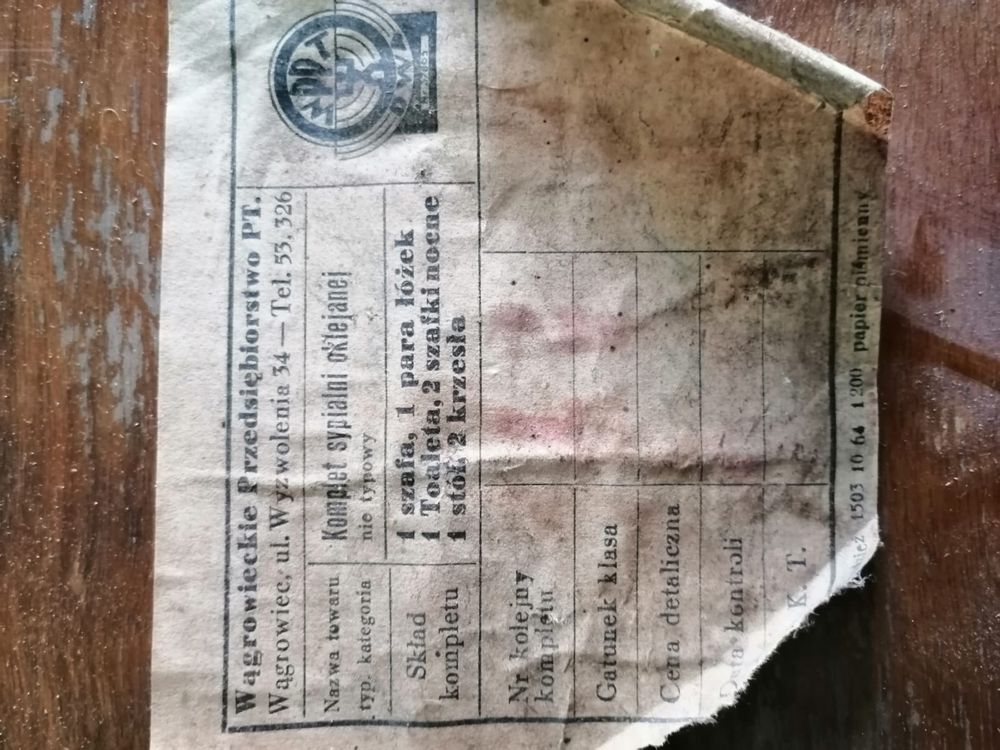 Wągrowieckie Przedsiębiorstwo PT.
Wągrowiec, ul. Wyzwolenia 34 — Tel. 53, 326
Nazwa towaru
typ. kategoria
Komplet sypialni oklejanej
nie typowy
Skład
kompletu
1 szafa, 1 para łóżek
1 Toaleta, 2 szafki nocne
1 stół, 2 krzesła
Nr kolejny
kompletu
Gatunek klasa
Cena detaliczna
Data kontroli
K. T.
1503 10 64 1 200 papier piśmienny